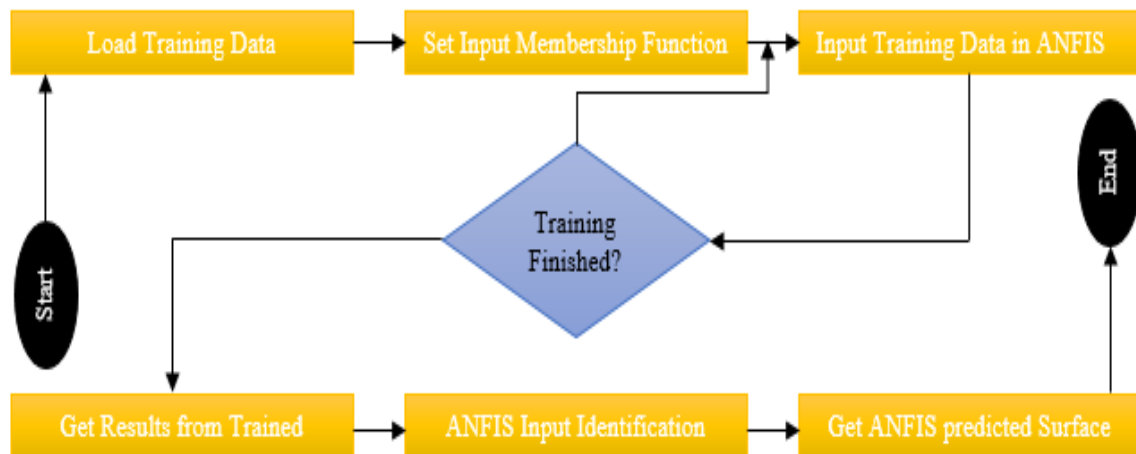 Load Training Data
Set Input Membership Function
Input Training Data in ANFIS
Start
Training
Finished?
End
Get Results from Trained
ANFIS Input Identification
Get ANFIS predicted Surface